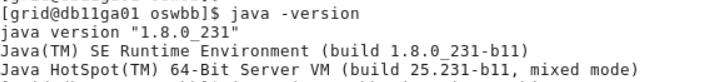 [grid@db11ga01 oswbb]$ java -version
java version "1.8.0_231"
Java(TM) SE Runtime Environment (build 1.8.0_231-b11)
Java HotSpot(TM) 64-Bit Server VM (build 25.231-b11, mixed mode)